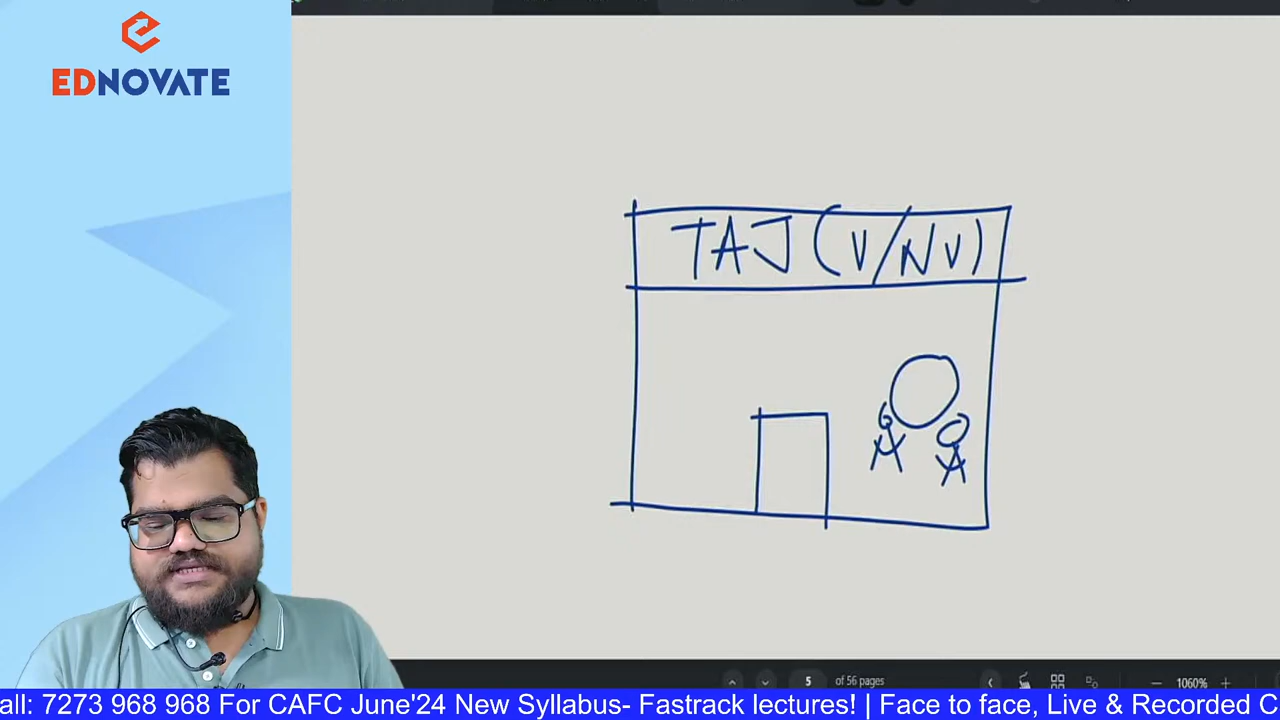 EDNOVATE
TAJ (V/NV)
5 of 56 pages
1060%
all: 7273 968 968 For CAFC June'24 New Syllabus- Fastrack lectures! | Face to face, Live & Recorded C